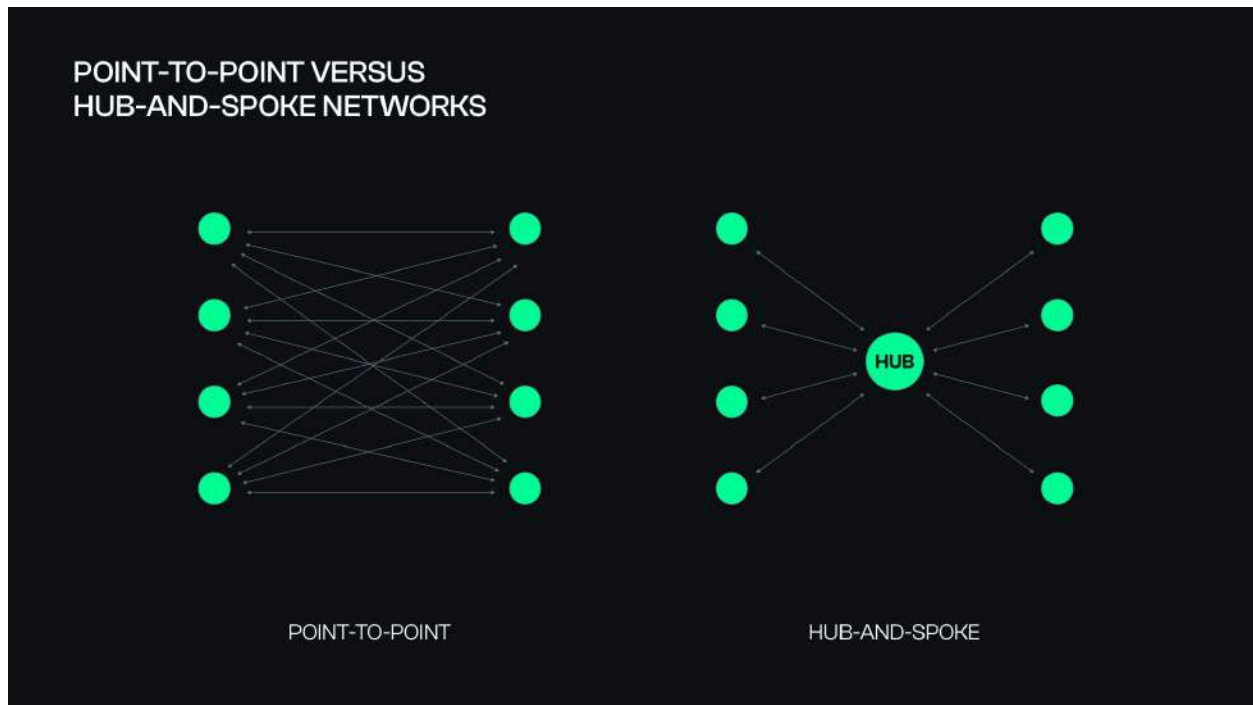 POINT-TO-POINT VERSUS
HUB-AND-SPOKE NETWORKS
HUB
POINT-TO-POINT
HUB-AND-SPOKE